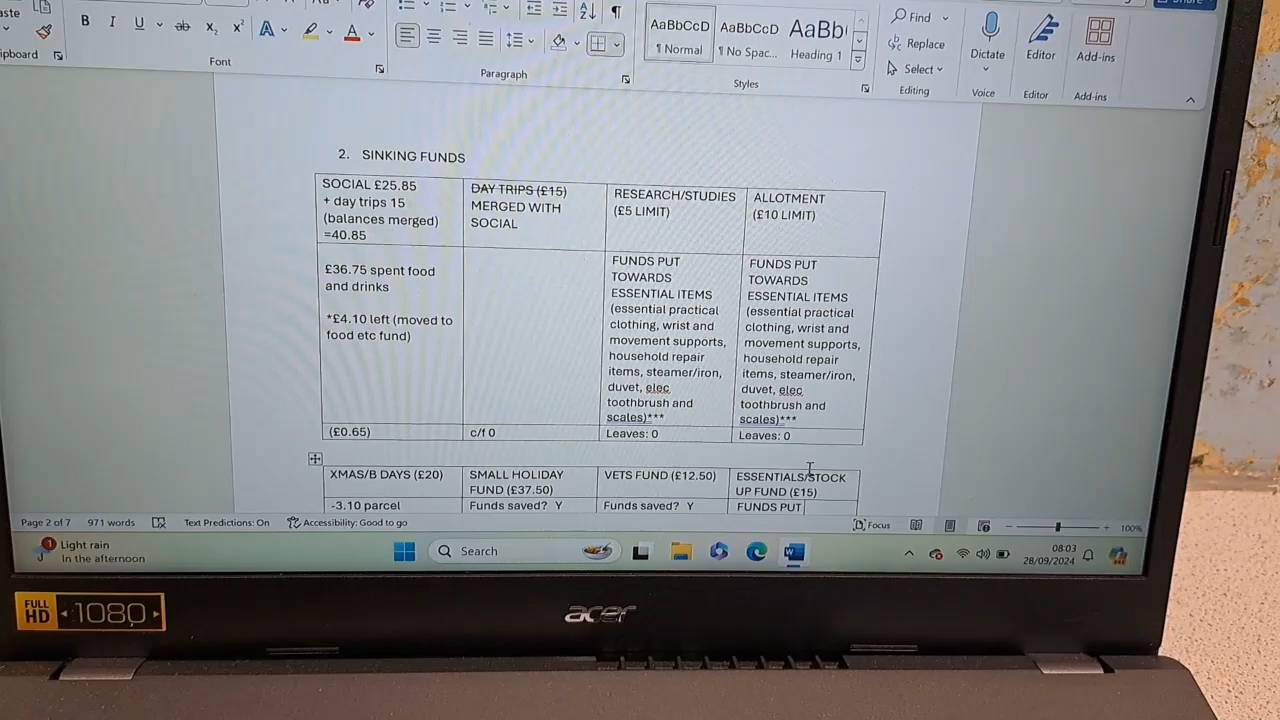 aste
B I U ab x₂ x² A A
ipboard
Font
Paragraph
AaBbCcD AaBbCcD AaBb(
¶ Normal ¶ No Spac... Heading 1
Styles
Find
Replace
Select
Editing
Dictate
Voice
Editor
Editor
Add-ins
Add-ins
2. SINKING FUNDS
SOCIAL £25.85
+ day trips 15
(balances merged)
=40.85
DAY TRIPS (£15)
MERGED WITH
SOCIAL
RESEARCH/STUDIES
(£5 LIMIT)
ALLOTMENT
(£10 LIMIT)
£36.75 spent food
and drinks
*£4.10 left (moved to
food etc fund)
FUNDS PUT
TOWARDS
ESSENTIAL ITEMS
(essential practical
clothing, wrist and
movement supports,
household repair
items, steamer/iron,
duvet, elec
toothbrush and
scales)***
FUNDS PUT
TOWARDS
ESSENTIAL ITEMS
(essential practical
clothing, wrist and
movement supports,
household repair
items, steamer/iron,
duvet, elec
toothbrush and
scales)***
(£0.65)
c/f 0
Leaves: 0
Leaves: 0
XMAS/B DAYS (£20)
SMALL HOLIDAY
FUND (£37.50)
VETS FUND (£12.50)
ESSENTIALS/STOCK
UP FUND (£15)
-3.10 parcel
Funds saved? Y
Funds saved? Y
FUNDS PUT
Page 2 of 7 971 words Text Predictions: On Accessibility: Good to go Focus 100%
1
Light rain
In the afternoon
Search
08:03
28/09/2024
FULL HD 1080
acer